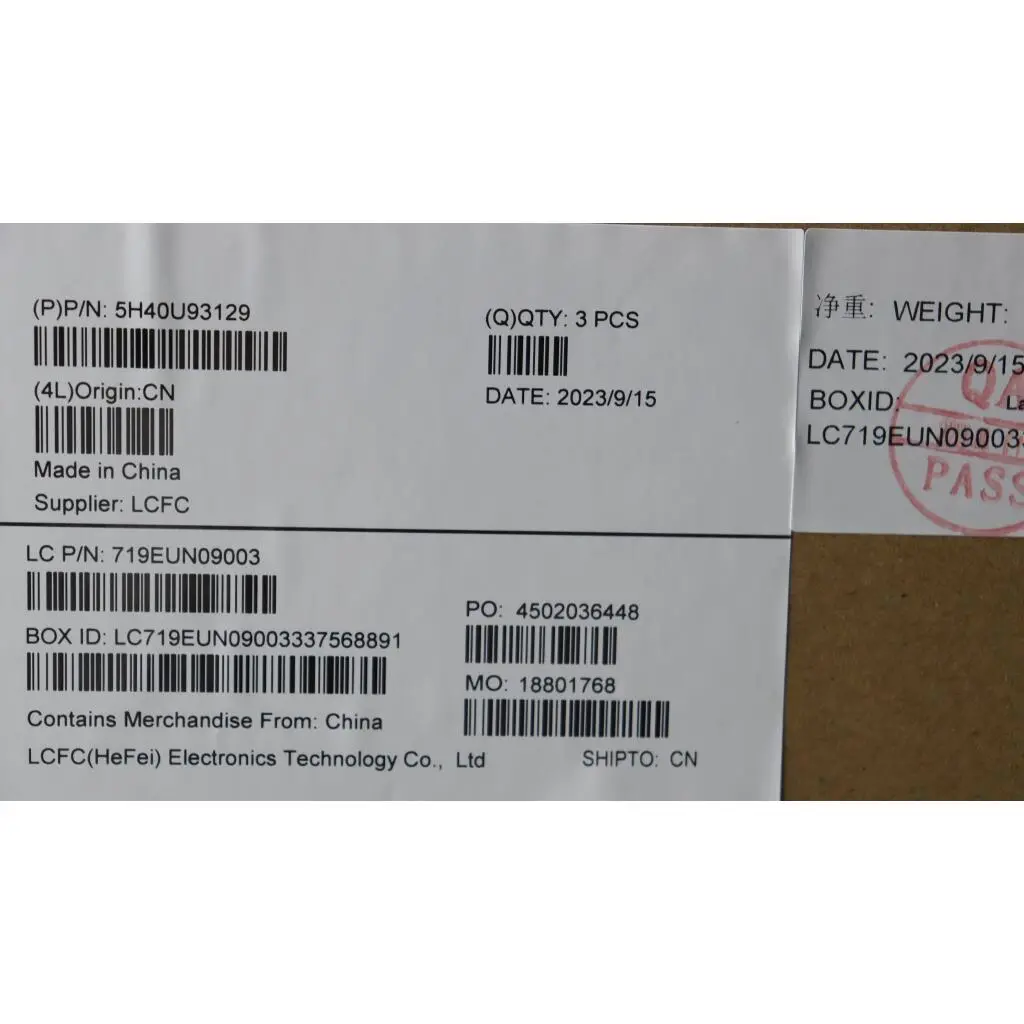 (P)P/N: 5H40U93129
(4L)Origin:CN
Made in China
Supplier: LCFC
(Q)QTY: 3 PCS
DATE: 2023/9/15
LC P/N: 719EUN09003
BOX ID: LC719EUN09003337568891
Contains Merchandise From: China
LCFC(HeFei) Electronics Technology Co., Ltd
PO: 4502036448
MO: 18801768
SHIPTO: CN
净重: WEIGHT:
DATE: 2023/9/15
BOXID:
LC719EUN090033
QA
PASS